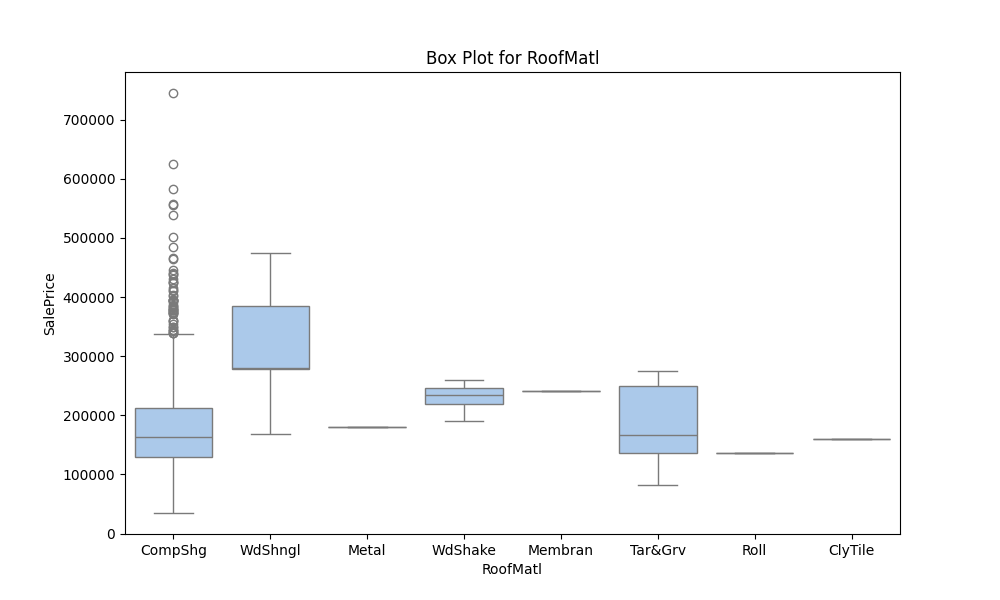 Box Plot for RoofMatl
700000
600000
500000
400000
300000
200000
100000
0
SalePrice
CompShg WdShngl Metal WdShake Membran Tar&Grv Roll ClyTile
RoofMatl